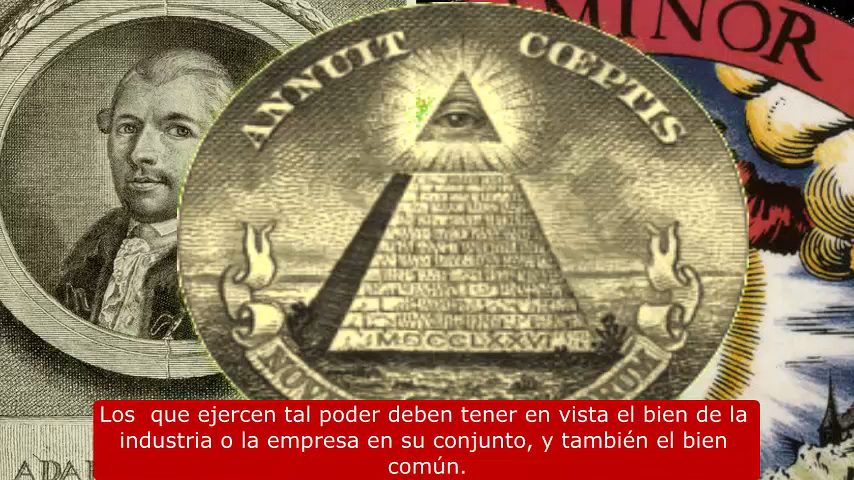 MINOR
ANNUIT CŒPTIS
MDCCLXXVI
Los  que ejercen tal poder deben tener en vista el bien de la
industria o la empresa en su conjunto, y también el bien
común.